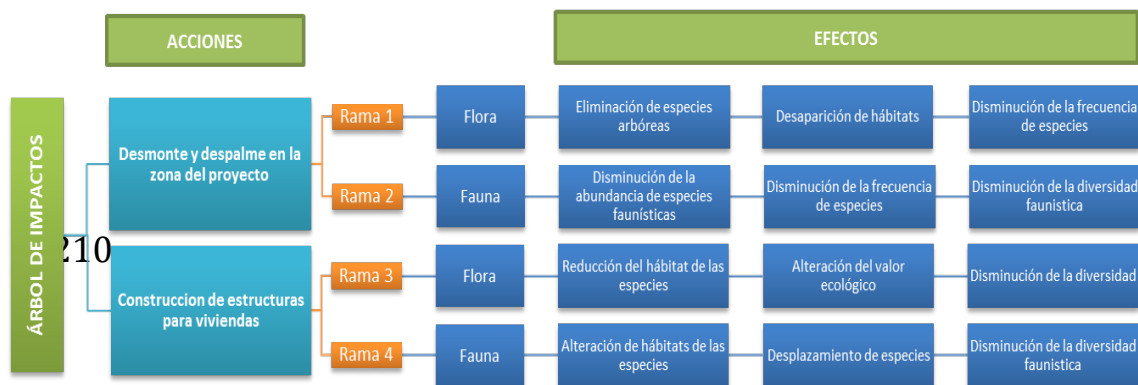 ACCIONES
EFECTOS
ÁRBOL DE IMPACTOS
Desmonte y despalme en la
zona del proyecto
Rama 1
Flora
Eliminación de especies
arbóreas
Desaparición de hábitats
Disminución de la frecuencia
de especies
Rama 2
Fauna
Disminución de la
abundancia de especies
faunísticas
Disminución de la frecuencia
de especies
Disminución de la diversidad
faunistica
210
Construccion de estructuras
para viviendas
Rama 3
Flora
Reducción del hábitat de las
especies
Alteración del valor
ecológico
Disminución de la diversidad
Rama 4
Fauna
Alteración de hábitats de las
especies
Desplazamiento de especies
Disminución de la diversidad
faunistica